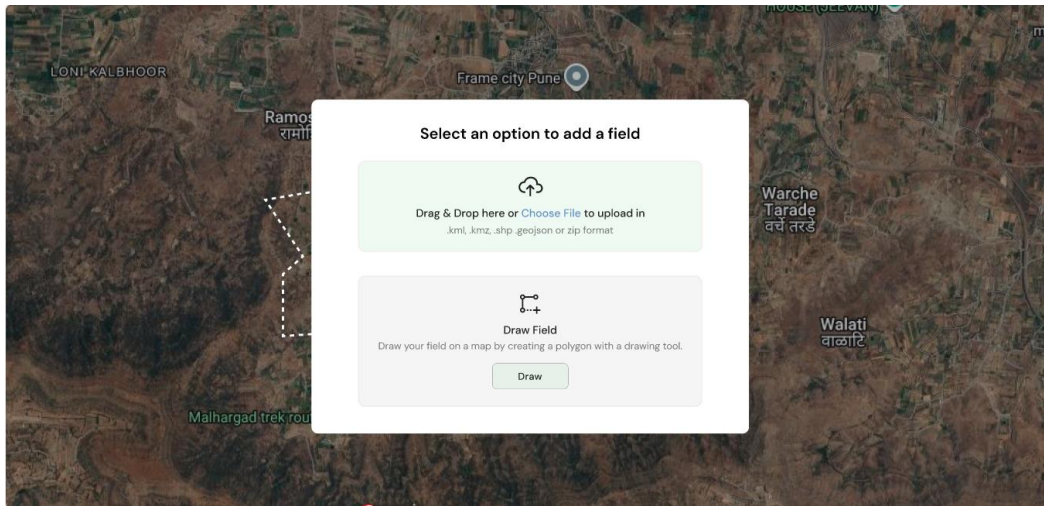 HOUSE (JEEVAN)
LONI KALBHOOR
Frame city Pune
Select an option to add a field
Drag & Drop here or Choose File to upload in
.kml, .kmz, .shp .geojson or zip format
Warche
Tarade
वर्चे तरडे
Draw Field
Draw your field on a map by creating a polygon with a drawing tool.
Draw
Walati
वाळाटि
Malhargad trek